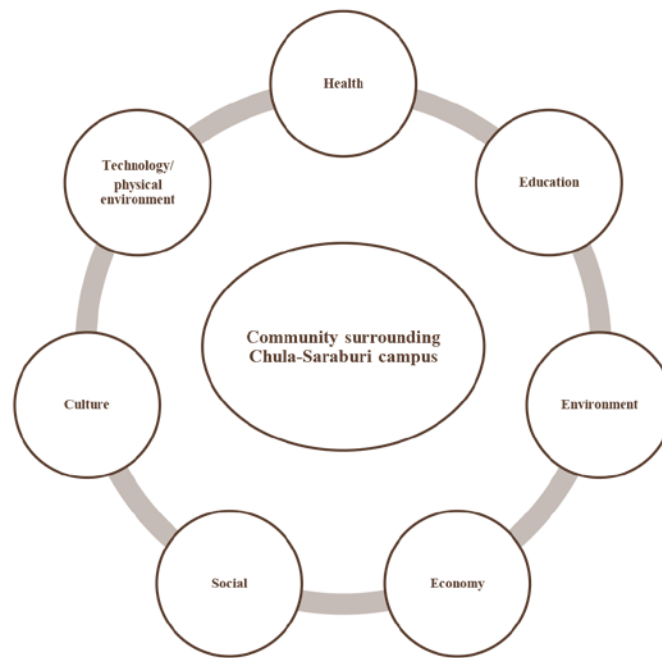 Health
Technology/
physical
environment
Education
Community surrounding
Chula-Saraburi campus
Culture
Environment
Social
Economy